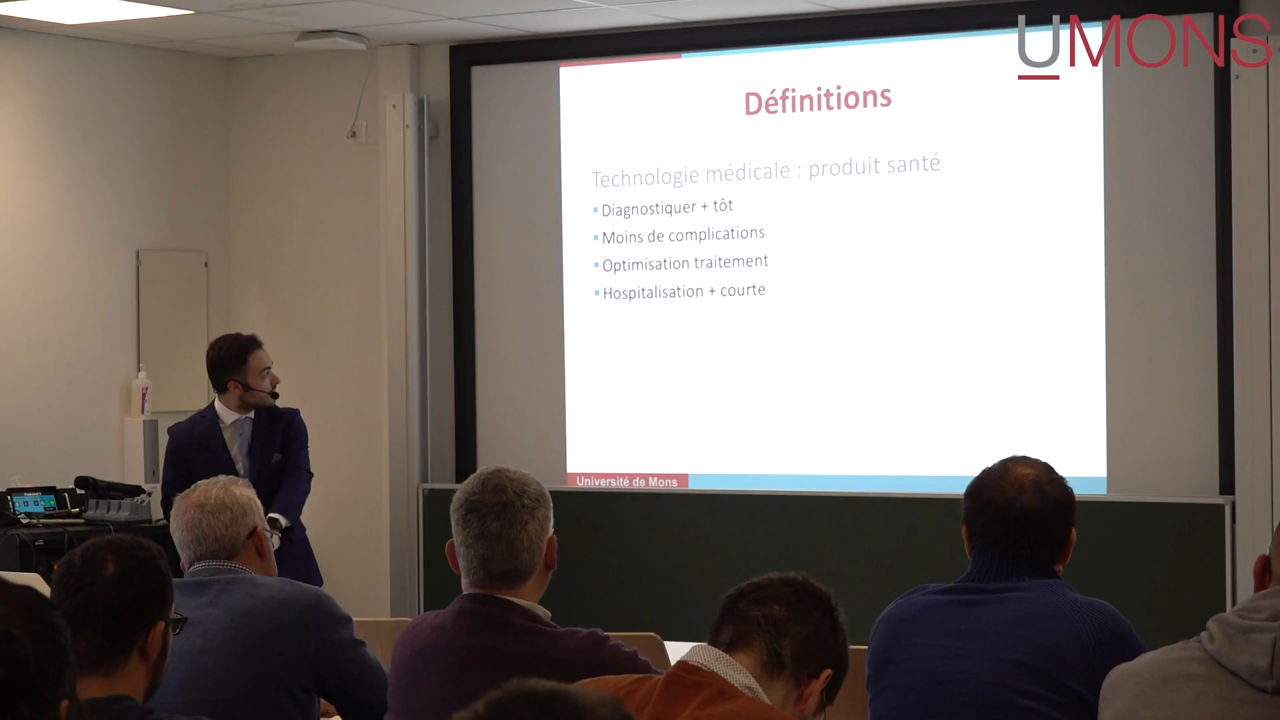 UMONS
Définitions
Technologie médicale : produit santé
▪ Diagnostiquer + tôt
▪ Moins de complications
▪ Optimisation traitement
▪ Hospitalisation + courte
Université de Mons